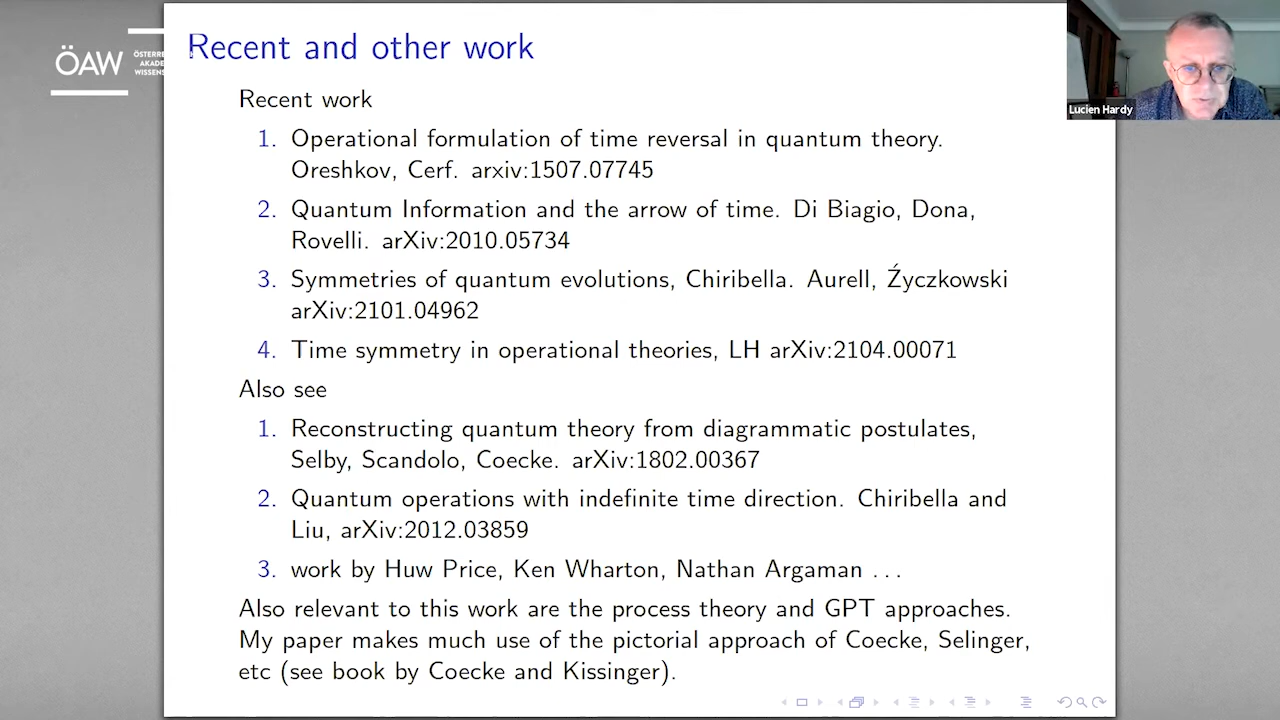 Recent and other work
ÖAW
ÖSTERRE
AKADE
WISSENS
Lucien Hardy
Recent work
1. Operational formulation of time reversal in quantum theory.
Oreshkov, Cerf. arxiv:1507.07745
2. Quantum Information and the arrow of time. Di Biagio, Dona,
Rovelli. arXiv:2010.05734
3. Symmetries of quantum evolutions, Chiribella. Aurell, Źyczkowski
arXiv:2101.04962
4. Time symmetry in operational theories, LH arXiv:2104.00071
Also see
1. Reconstructing quantum theory from diagrammatic postulates,
Selby, Scandolo, Coecke. arXiv:1802.00367
2. Quantum operations with indefinite time direction. Chiribella and
Liu, arXiv:2012.03859
3. work by Huw Price, Ken Wharton, Nathan Argaman ...
Also relevant to this work are the process theory and GPT approaches.
My paper makes much use of the pictorial approach of Coecke, Selinger,
etc (see book by Coecke and Kissinger).